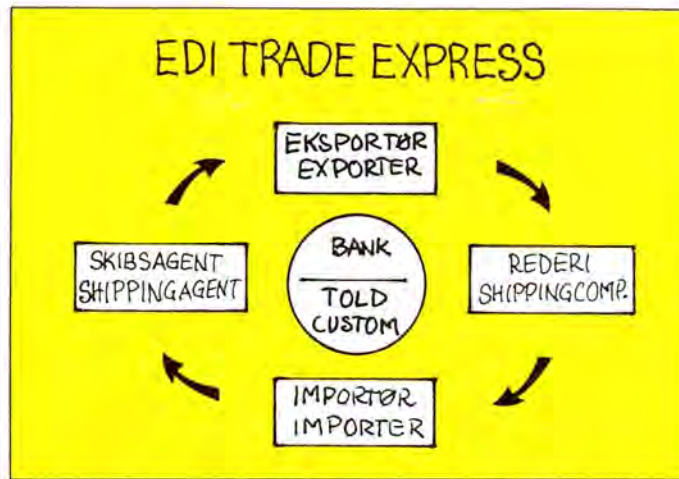 EDI TRADE EXPRESS
EKSPORTØR
EXPORTER
SKIBSAGENT
SHIPPINGAGENT
BANK
TOLD
CUSTOM
REDERI
SHIPPINGCOMP.
IMPORTØR
IMPORTER